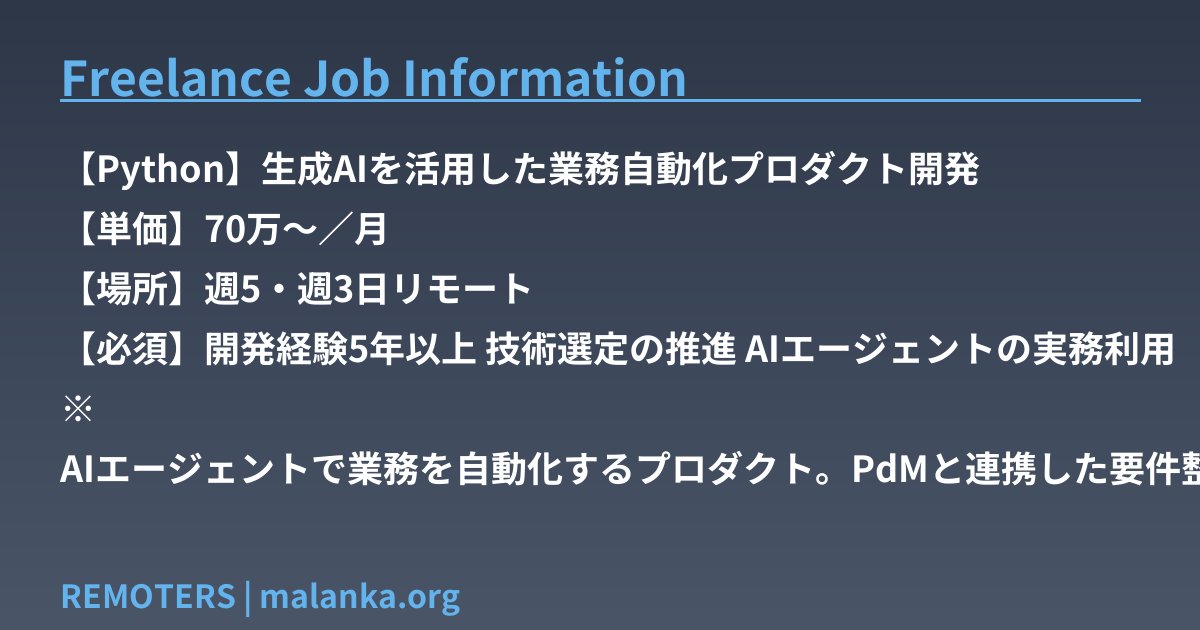 Freelance Job Information
【Python】生成AIを活用した業務自動化プロダクト開発
【単価】70万〜／月
【場所】週5・週3日リモート
【必須】開発経験5年以上 技術選定の推進 AIエージェントの実務利用
※
AIエージェントで業務を自動化するプロダクト。PdMと連携した要件整
REMOTERS | malanka.org